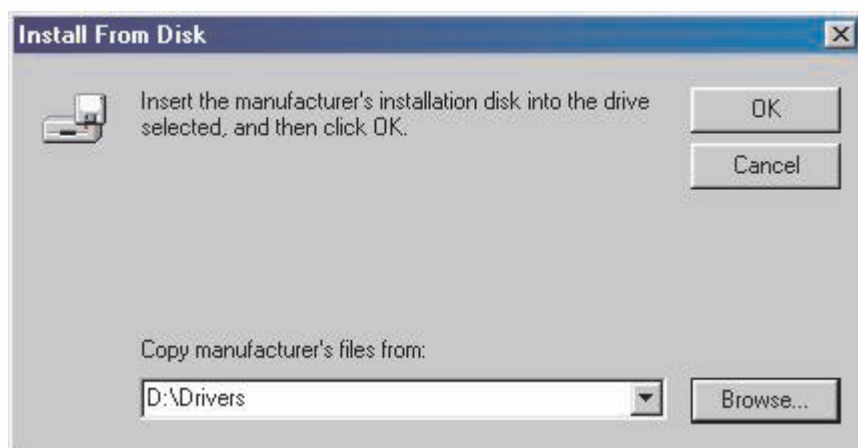 Install From Disk
Insert the manufacturer's installation disk into the drive
selected, and then click OK.
OK
Cancel
Copy manufacturer's files from:
D:\Drivers
Browse...